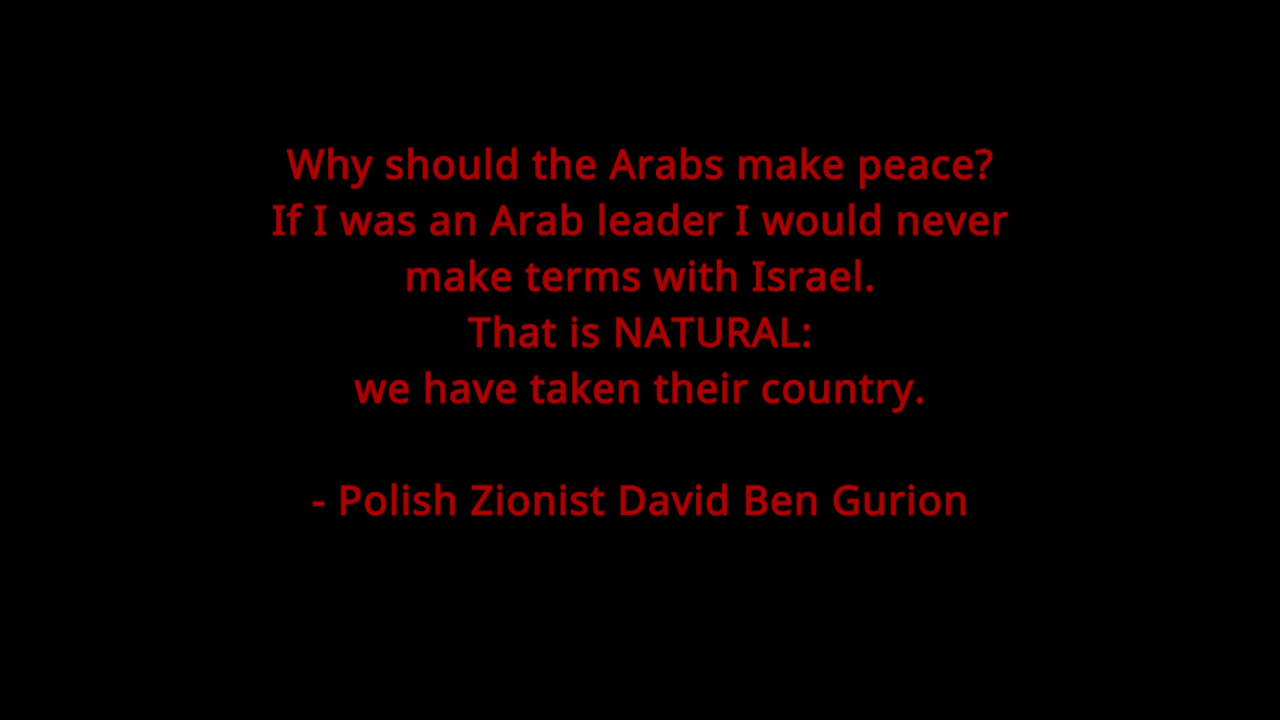 Why should the Arabs make peace?
If I was an Arab leader I would never
make terms with Israel.
That is NATURAL:
we have taken their country.
- Polish Zionist David Ben Gurion